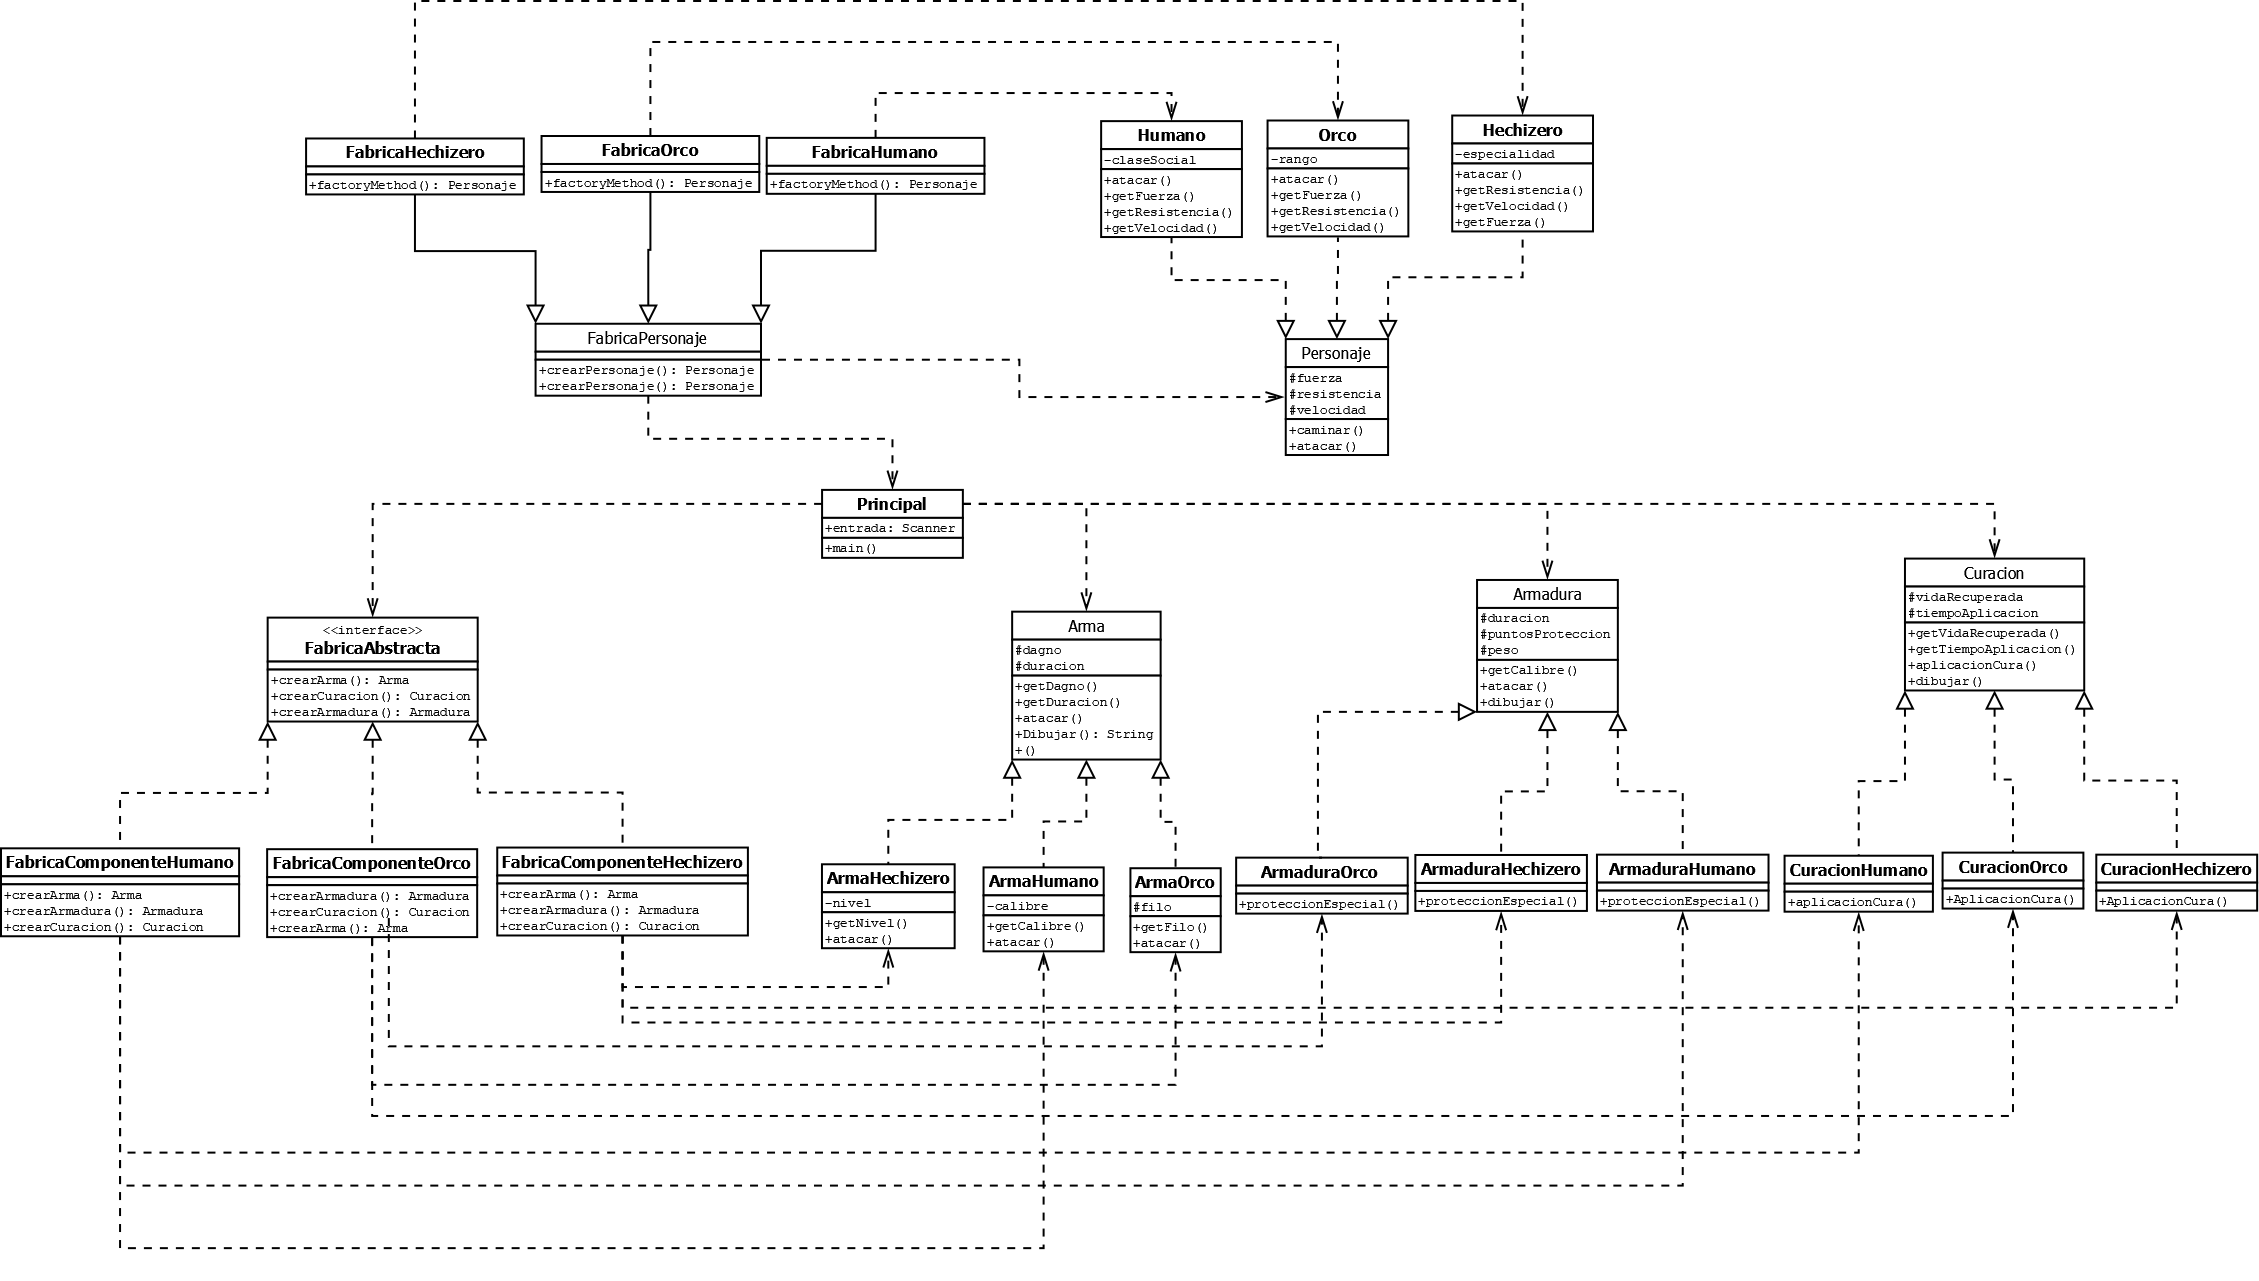 FabricaHechizero
+factoryMethod(): Personaje
FabricaOrco
+factoryMethod(): Personaje
FabricaHumano
+factoryMethod(): Personaje
Humano
-claseSocial
+atacar()
+getFuerza()
+getResistencia()
+getVelocidad()
Orco
-rango
+atacar()
+getFuerza()
+getResistencia()
+getVelocidad()
Hechizero
-especialidad
+atacar()
+getResistencia()
+getVelocidad()
+getFuerza()
FabricaPersonaje
+crearPersonaje(): Personaje
+crearPersonaje(): Personaje
Personaje
#fuerza
#resistencia
#velocidad
+caminar()
+atacar()
Principal
+entrada: Scanner
+main()
<<interface>>
FabricaAbstracta
+crearArma(): Arma
+crearCuracion(): Curacion
+crearArmadura(): Armadura
Arma
#dagno
#duracion
+getDagno()
+getDuracion()
+atacar()
+Dibujar(): String
+()
Armadura
#duracion
#puntosProteccion
#peso
+getCalibre()
+atacar()
+dibujar()
Curacion
#vidaRecuperada
#tiempoAplicacion
+getVidaRecuperada()
+getTiempoAplicacion()
+aplicacionCura()
+dibujar()
FabricaComponenteHumano
+crearArma(): Arma
+crearArmadura(): Armadura
+crearCuracion(): Curacion
FabricaComponenteOrco
+crearArmadura(): Armadura
+crearCuracion(): Curacion
+crearArma(): Arma
FabricaComponenteHechizero
+crearArma(): Arma
+crearArmadura(): Armadura
+crearCuracion(): Curacion
ArmaHechizero
-nivel
+getNivel()
+atacar()
ArmaHumano
-calibre
+getCalibre()
+atacar()
ArmaOrco
#filo
+getFilo()
+atacar()
ArmaduraOrco
+proteccionEspecial()
ArmaduraHechizero
+proteccionEspecial()
ArmaduraHumano
+proteccionEspecial()
CuracionHumano
+aplicacionCura()
CuracionOrco
+AplicacionCura()
CuracionHechizero
+AplicacionCura()